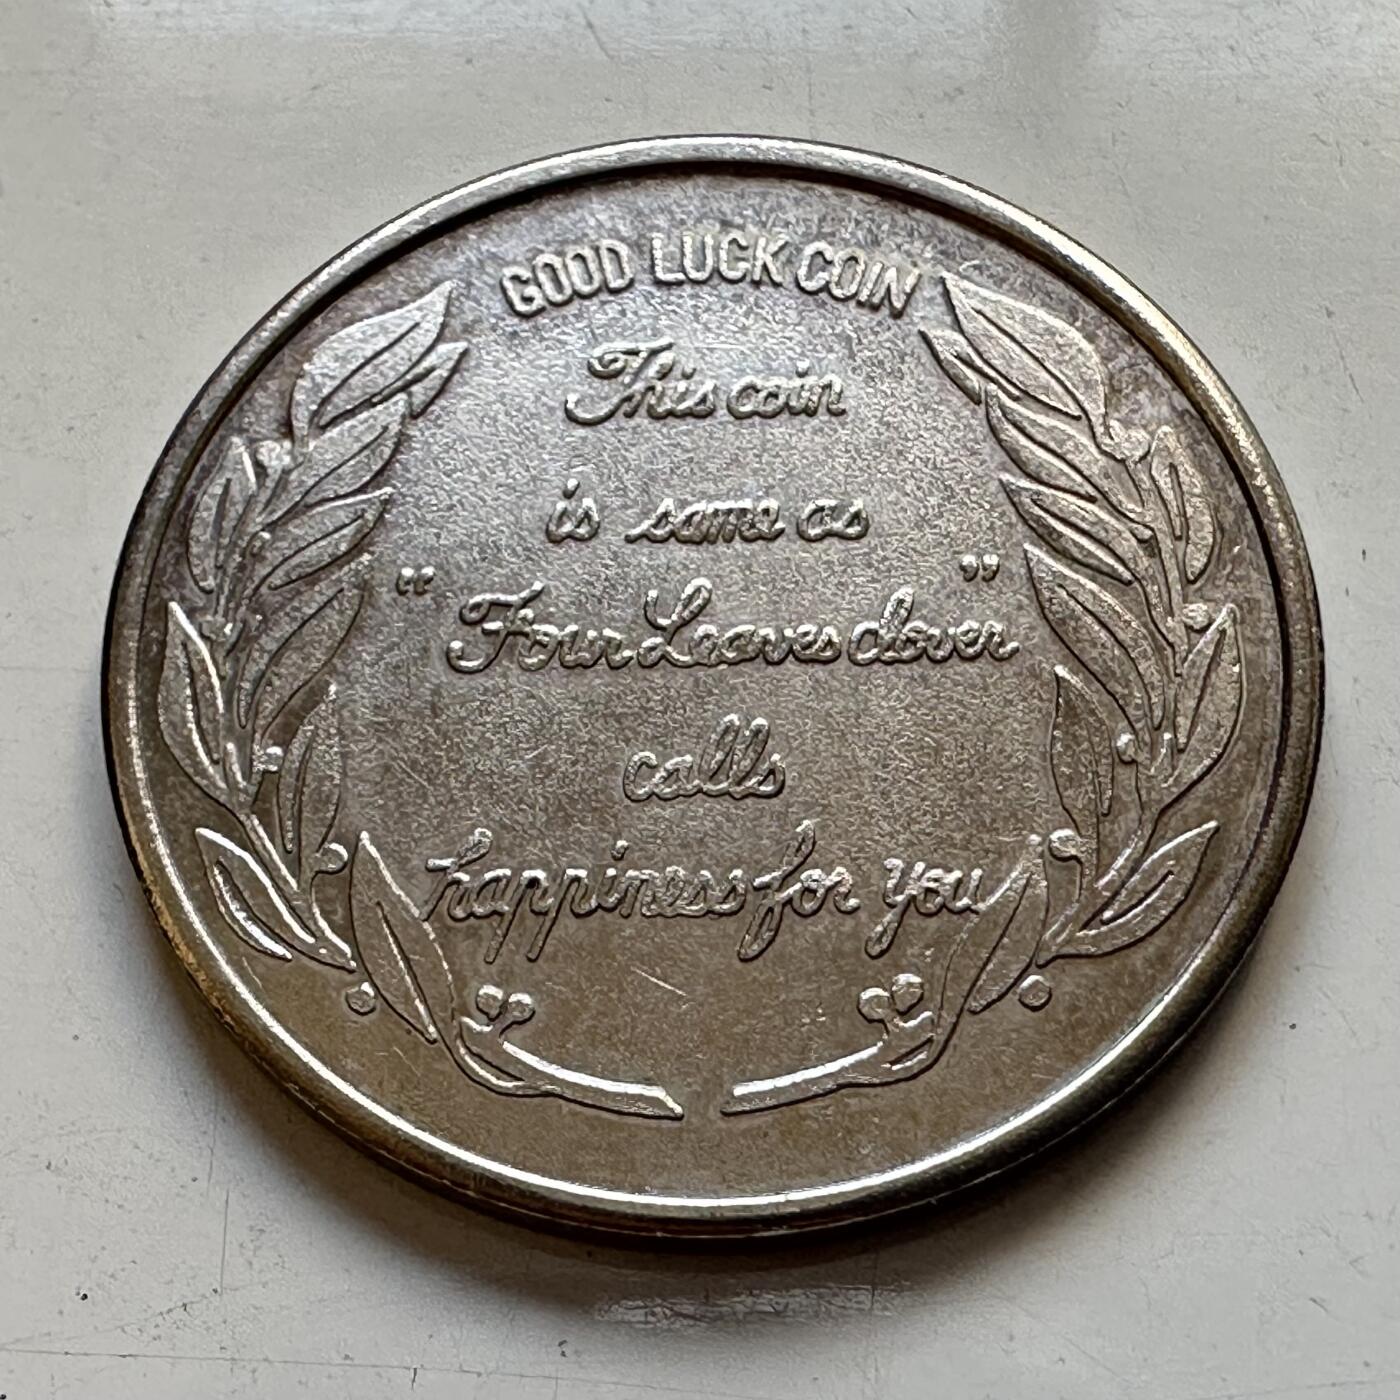 GOOD LUCK COIN
This coin
is same as
" Four Leaves clover "
calls
happiness for you